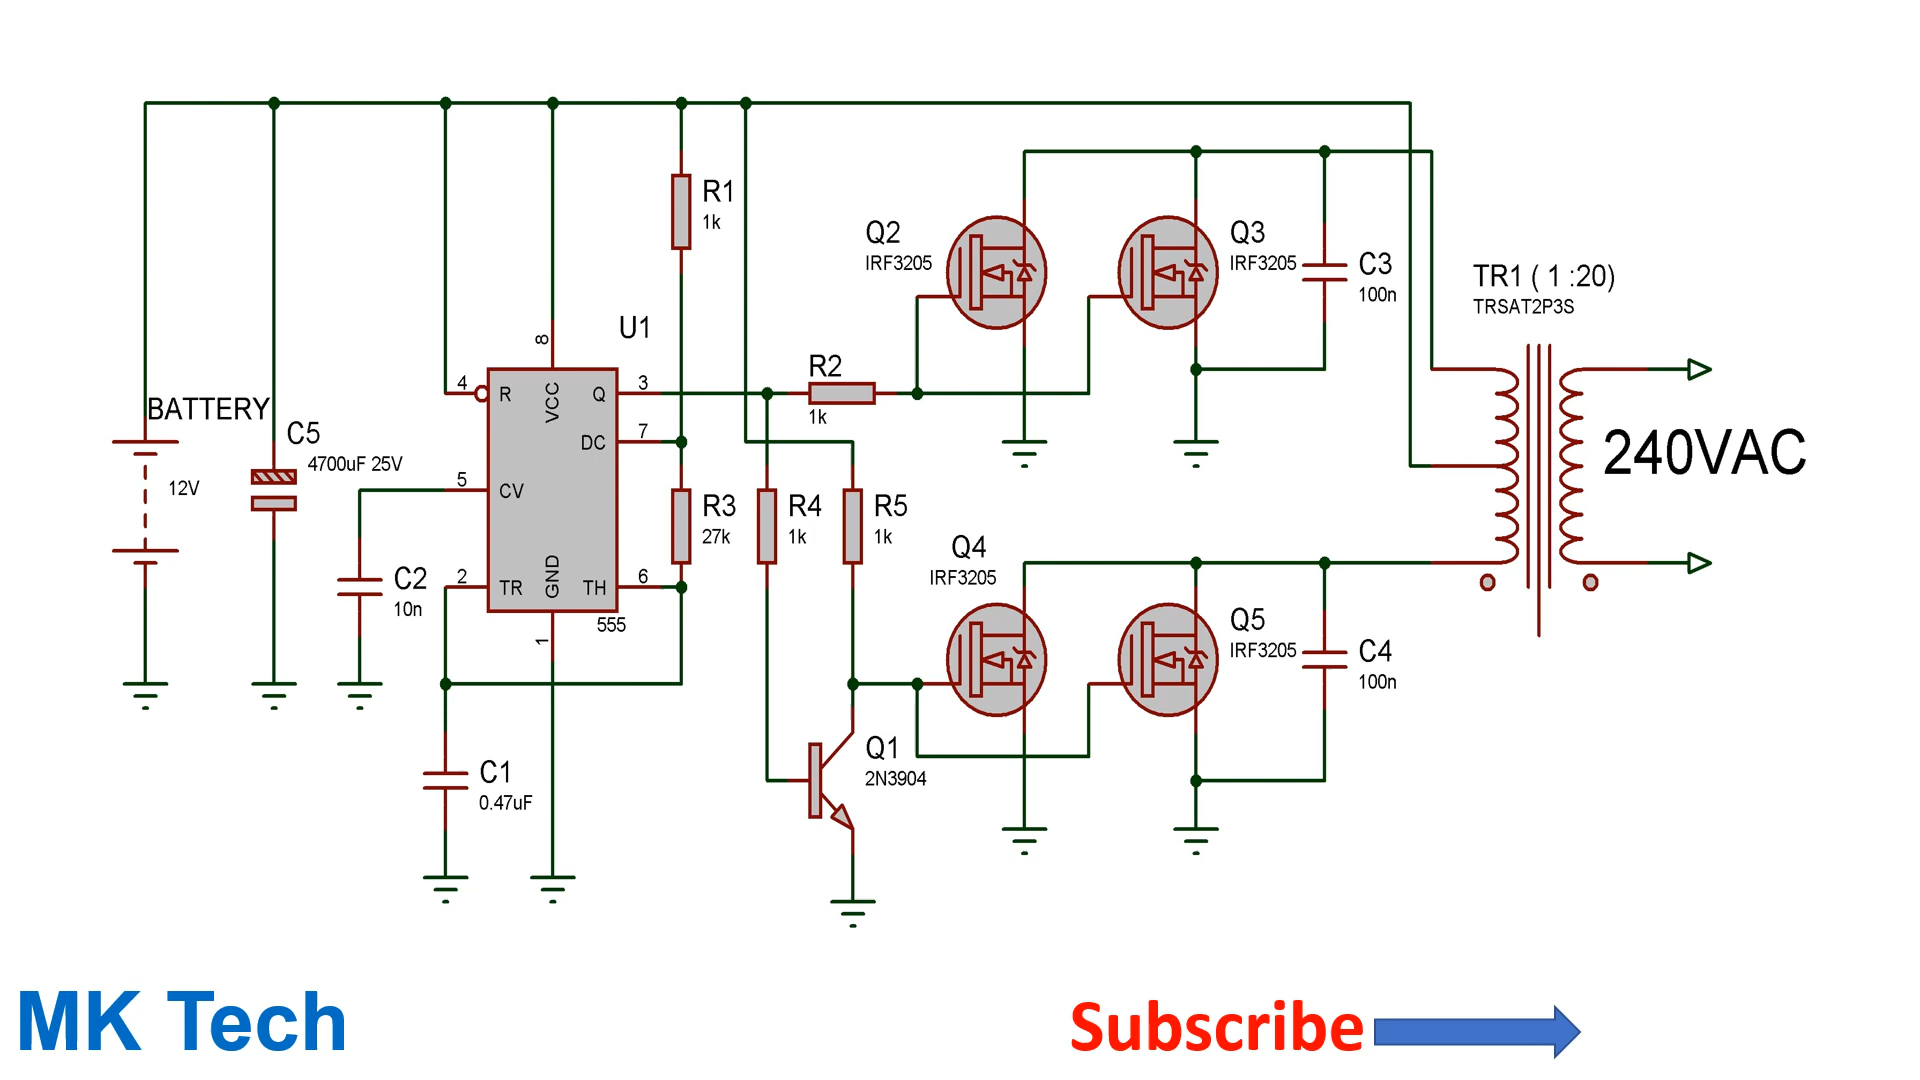 R1
1k
Q2
IRF3205
Q3
IRF3205
C3
100n
TR1 ( 1 :20)
TRSAT2P3S
U1
8
R2
1k
4
R
VCC
Q
3
BATTERY
C5
4700uF 25V
DC
7
240VAC
12V
5
CV
R3
27k
R4
1k
R5
1k
Q4
IRF3205
C2
10n
2
TR
GND
TH
6
555
1
Q5
IRF3205
C4
100n
C1
0.47uF
Q1
2N3904
MK Tech
Subscribe